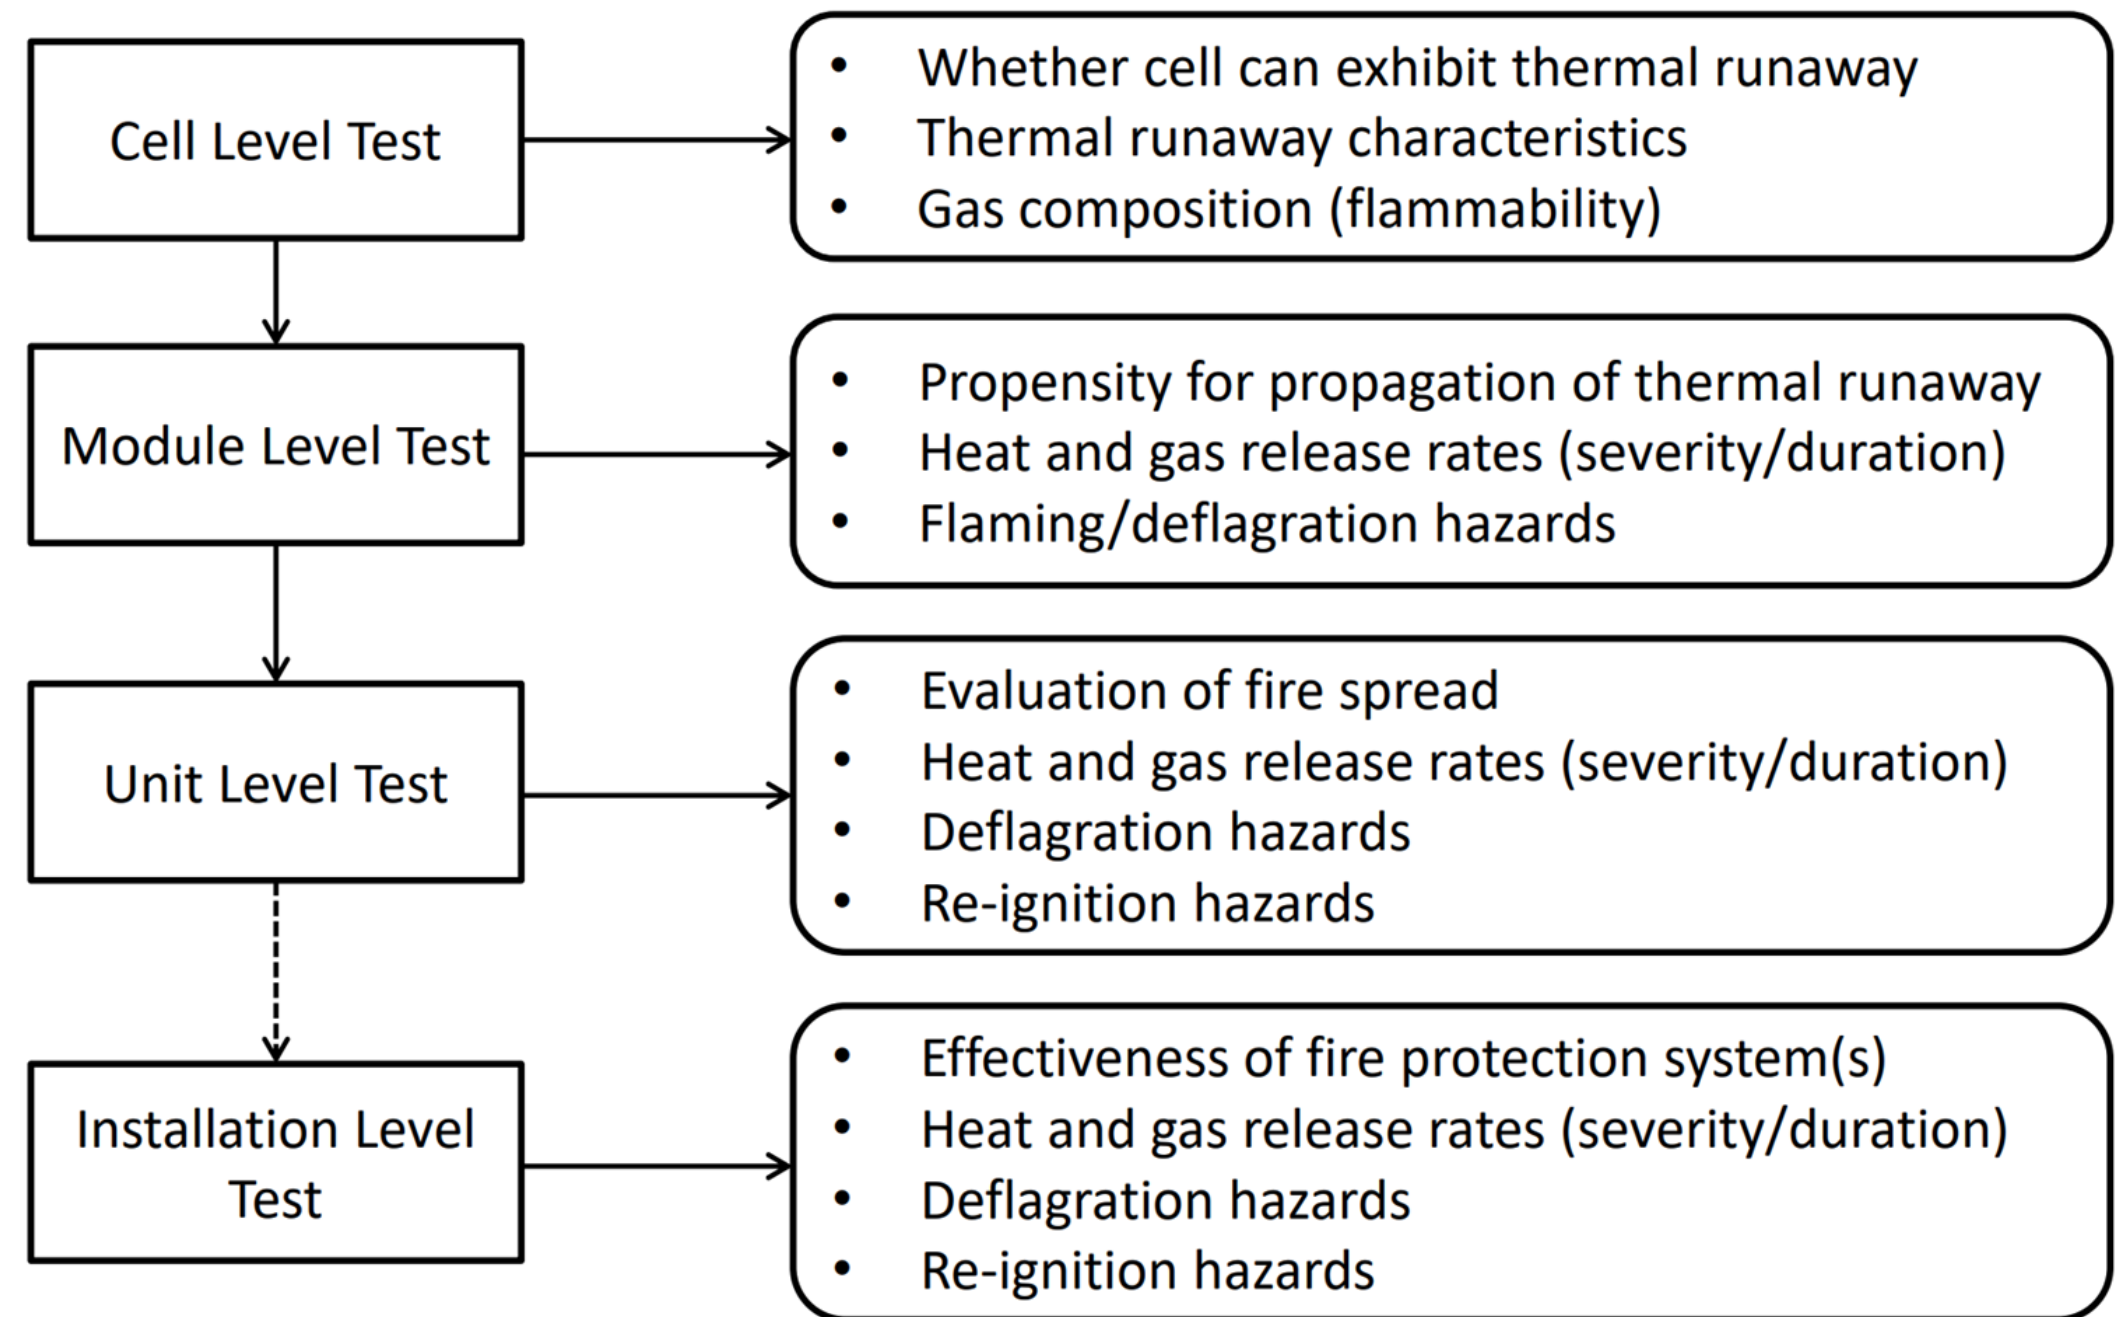 Cell Level Test
• Whether cell can exhibit thermal runaway
• Thermal runaway characteristics
• Gas composition (flammability)
Module Level Test
• Propensity for propagation of thermal runaway
• Heat and gas release rates (severity/duration)
• Flaming/deflagration hazards
Unit Level Test
• Evaluation of fire spread
• Heat and gas release rates (severity/duration)
• Deflagration hazards
• Re-ignition hazards
Installation Level
Test
• Effectiveness of fire protection system(s)
• Heat and gas release rates (severity/duration)
• Deflagration hazards
• Re-ignition hazards